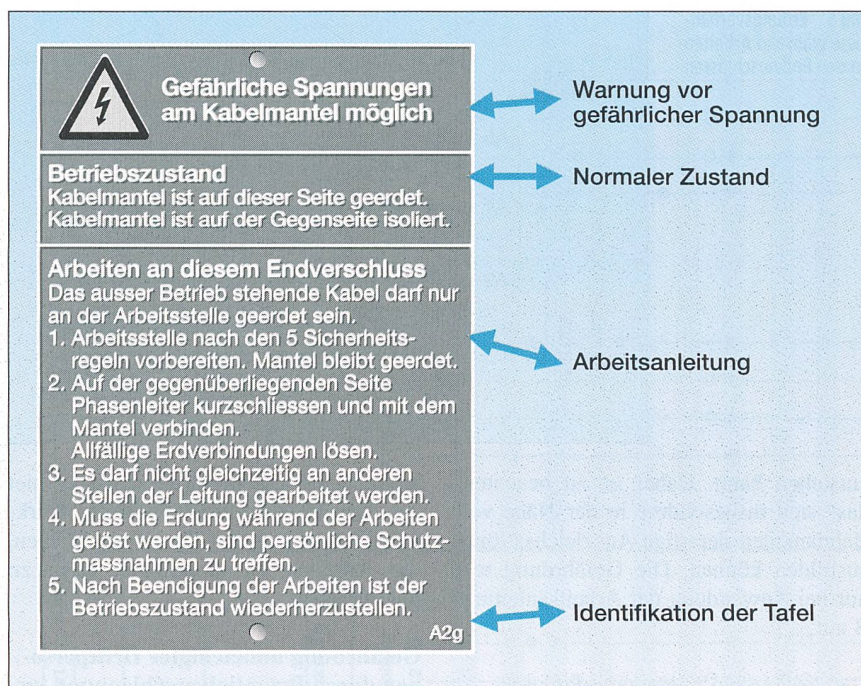 Gefährliche Spannungen
am Kabelmantel möglich
Warnung vor
gefährlicher Spannung
Betriebszustand
Kabelmantel ist auf dieser Seite geerdet.
Kabelmantel ist auf der Gegenseite isoliert.
Normaler Zustand
Arbeiten an diesem Endverschluss
Das ausser Betrieb stehende Kabel darf nur
an der Arbeitsstelle geerdet sein.
1. Arbeitsstelle nach den 5 Sicherheits-
regeln vorbereiten. Mantel bleibt geerdet.
2. Auf der gegenüberliegenden Seite
Phasenleiter kurzschliessen und mit dem
Mantel verbinden.
Allfällige Erdverbindungen lösen.
3. Es darf nicht gleichzeitig an anderen
Stellen der Leitung gearbeitet werden.
4. Muss die Erdung während der Arbeiten
gelöst werden, sind persönliche Schutz-
massnahmen zu treffen.
5. Nach Beendigung der Arbeiten ist der
Betriebszustand wiederherzustellen.
A2g
Arbeitsanleitung
Identifikation der Tafel